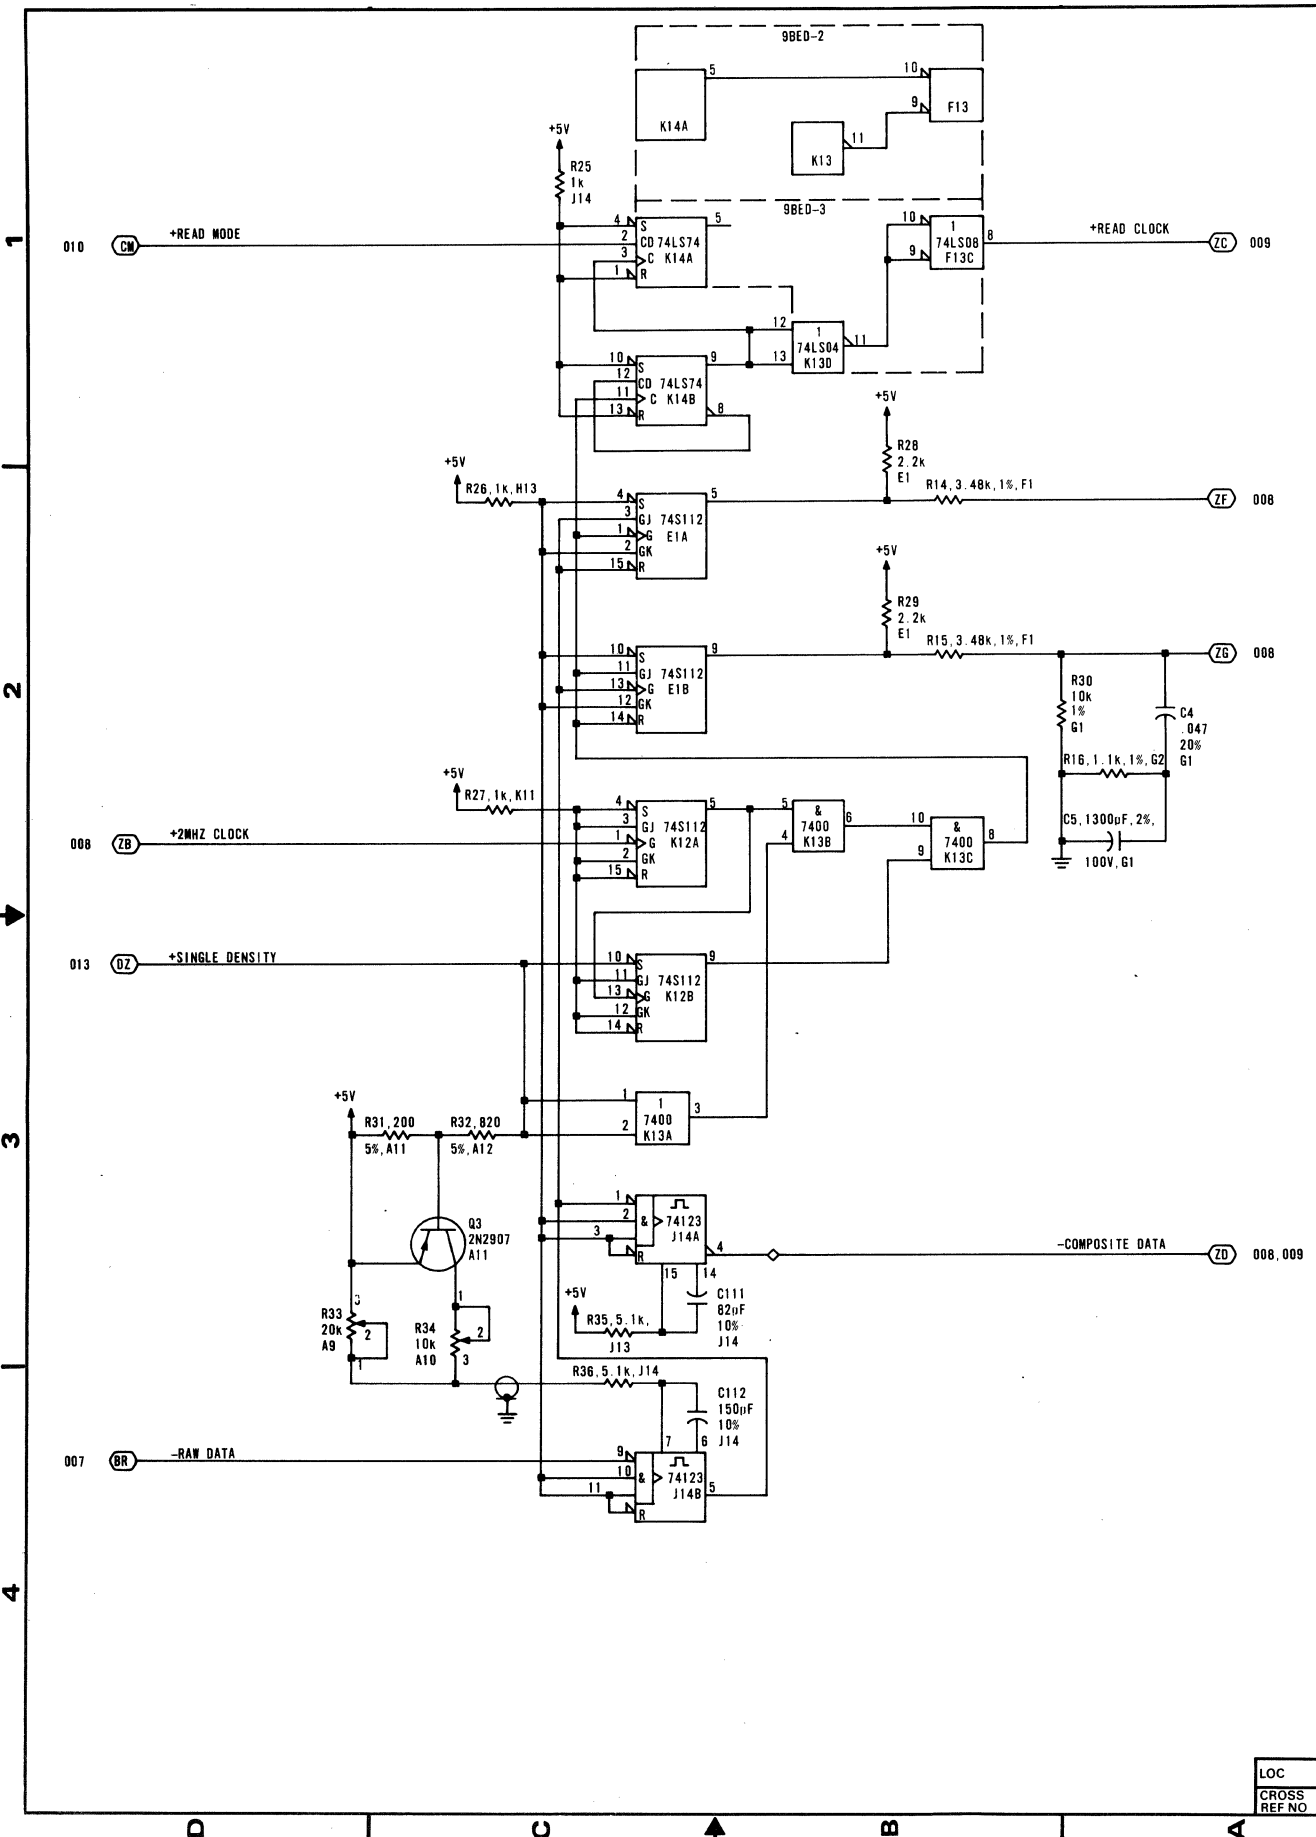 9BED-2
5
10
9
F13
K14A
11
K13
+5V
R25
1k
J14
9BED-3
1
010
CM
+READ MODE
4
S
5
2
CD
74LS74
3
C
K14A
1
R
10
1
74LS08
9
F13C
8
+READ CLOCK
ZC
009
12
1
74LS04
13
K13D
11
10
S
9
12
CD
74LS74
11
C
K14B
13
R
8
+5V
R28
2.2k
E1
+5V
R26,1k,H13
4
S
5
3
GJ
74S112
1
G
E1A
2
GK
15
R
R14,3.48k,1%,F1
ZF
008
+5V
R29
2.2k
E1
2
10
S
9
11
GJ
74S112
13
G
E1B
12
GK
14
R
R15,3.48k,1%,F1
ZG
008
R30
10k
1%
G1
C4
.047
20%
G1
R16,1.1k,1%,G2
C5,1300pF,2%,
100V,G1
+5V
R27,1k,K11
008
ZB
+2MHZ CLOCK
4
S
5
3
GJ
74S112
1
G
K12A
2
GK
15
R
5
&
7400
4
K13B
6
10
&
7400
9
K13C
8
013
DZ
+SINGLE DENSITY
10
S
9
11
GJ
74S112
13
G
K12B
12
GK
14
R
3
+5V
R31,200
5%,A11
R32,820
5%,A12
1
1
7400
2
K13A
3
Q3
2N2907
A11
1
2
&
74123
3
J14A
R
4
15
14
-COMPOSITE DATA
ZD
008,009
+5V
R35,5.1k,
J13
C111
82pF
10%
J14
R33
20k
A9
3
2
1
R34
10k
A10
1
2
3
R36,5.1k,J14
C112
150pF
10%
J14
7
6
007
BR
-RAW DATA
9
10
&
74123
11
J14B
R
5
4
LOC
CROSS
REF NO
D
C
B
A